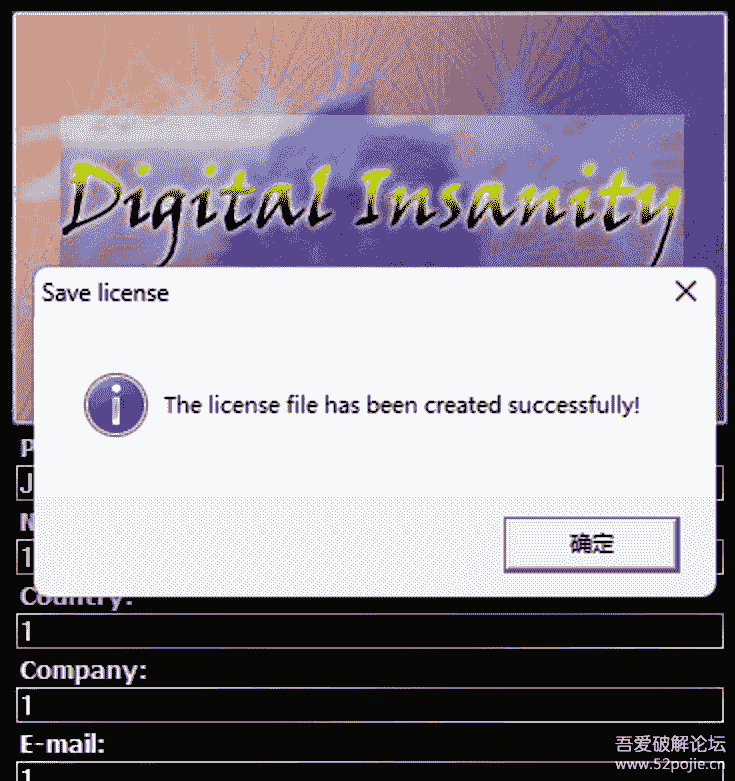 Digital Insanity
Save license
The license file has been created successfully!
确定
P
J
N
1
Country:
1
Company:
1
E-mail:
1
吾爱破解论坛
www.52pojie.cn